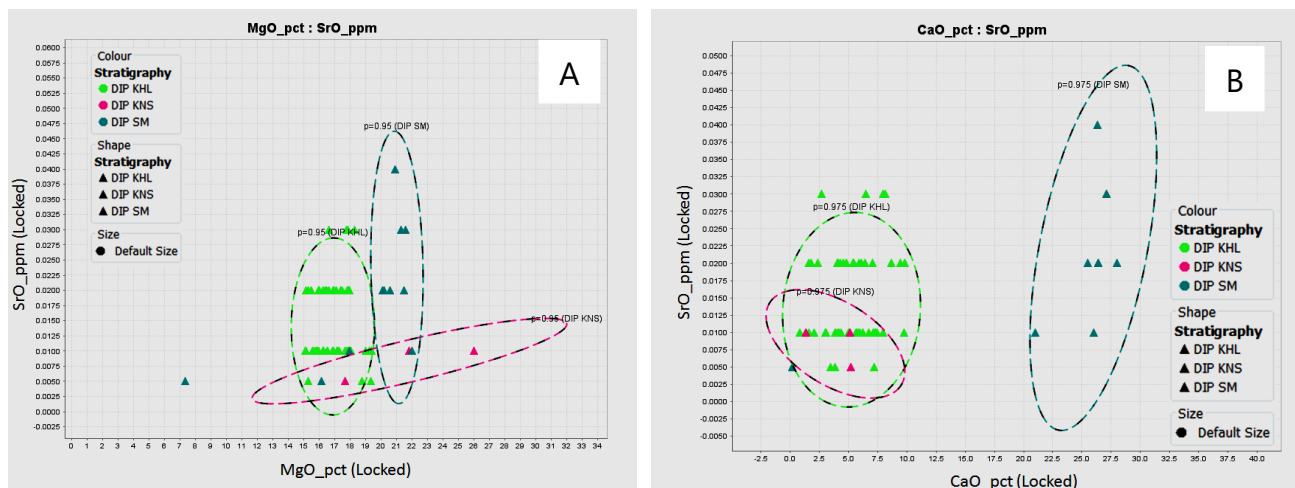 MgO_pct : SrO_ppm
A
Colour
Stratigraphy
DIP KHL
DIP KNS
DIP SM
Shape
Stratigraphy
DIP KHL
DIP KNS
DIP SM
Size
Default Size
p=0.95 (DIP SM)
p=0.95 (DIP KHL)
p=0.95 (DIP KNS)
SrO_ppm (Locked)
0.0600
0.0575
0.0550
0.0525
0.0500
0.0475
0.0450
0.0425
0.0400
0.0375
0.0350
0.0325
0.0300
0.0275
0.0250
0.0225
0.0200
0.0175
0.0150
0.0125
0.0100
0.0075
0.0050
0.0025
0.0000
-0.0025
0 1 2 3 4 5 6 7 8 9 10 11 12 13 14 15 16 17 18 19 20 21 22 23 24 25 26 27 28 29 30 31 32 33 34
MgO_pct (Locked)
CaO_pct : SrO_ppm
B
p=0.975 (DIP SM)
p=0.975 (DIP KHL)
p=0.975 (DIP KNS)
Colour
Stratigraphy
DIP KHL
DIP KNS
DIP SM
Shape
Stratigraphy
DIP KHL
DIP KNS
DIP SM
Size
Default Size
SrO_ppm (Locked)
0.0500
0.0475
0.0450
0.0425
0.0400
0.0375
0.0350
0.0325
0.0300
0.0275
0.0250
0.0225
0.0200
0.0175
0.0150
0.0125
0.0100
0.0075
0.0050
0.0025
0.0000
-0.0025
-0.0050
-2.5 0.0 2.5 5.0 7.5 10.0 12.5 15.0 17.5 20.0 22.5 25.0 27.5 30.0 32.5 35.0 37.5 40.0
CaO_pct (Locked)